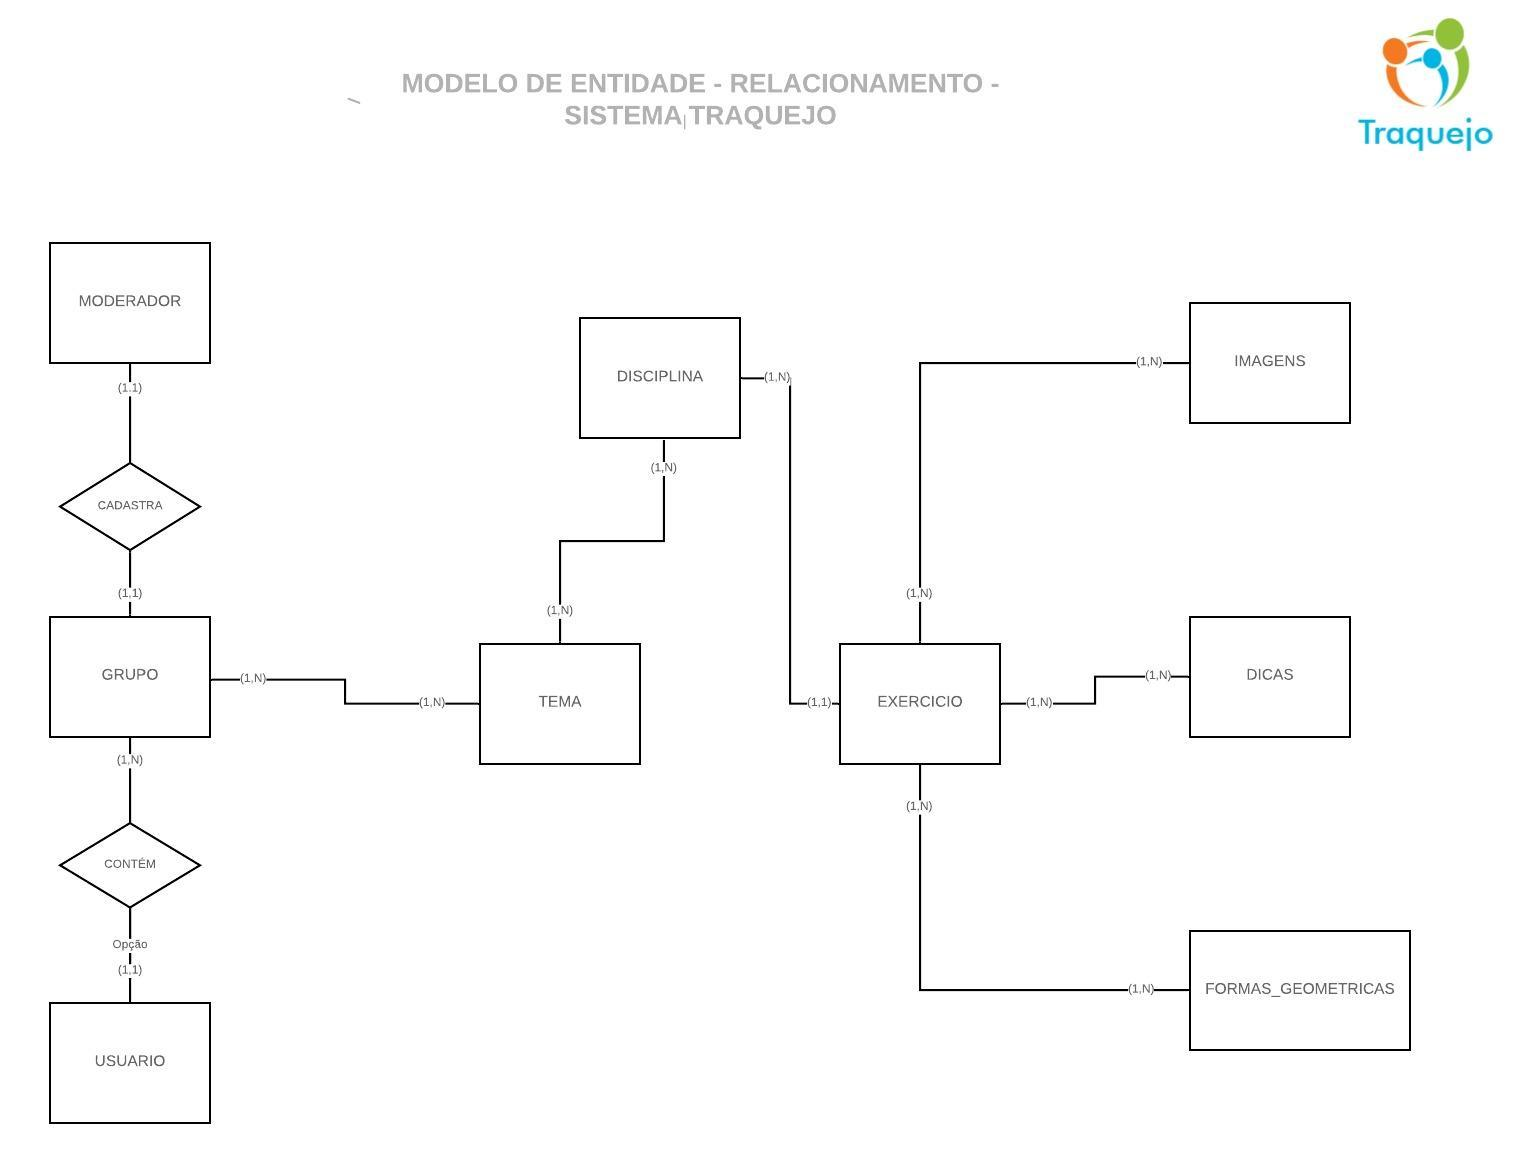 MODELO DE ENTIDADE - RELACIONAMENTO -
SISTEMA TRAQUEJO
Traquejo
MODERADOR
(1,1)
CADASTRA
(1,1)
GRUPO
(1,N)
(1,N)
TEMA
(1,N)
(1,N)
DISCIPLINA
(1,N)
(1,1)
EXERCICIO
(1,N)
(1,N)
IMAGENS
(1,N)
(1,N)
DICAS
(1,N)
(1,N)
FORMAS_GEOMETRICAS
(1,N)
CONTÉM
Opção
(1,1)
USUARIO